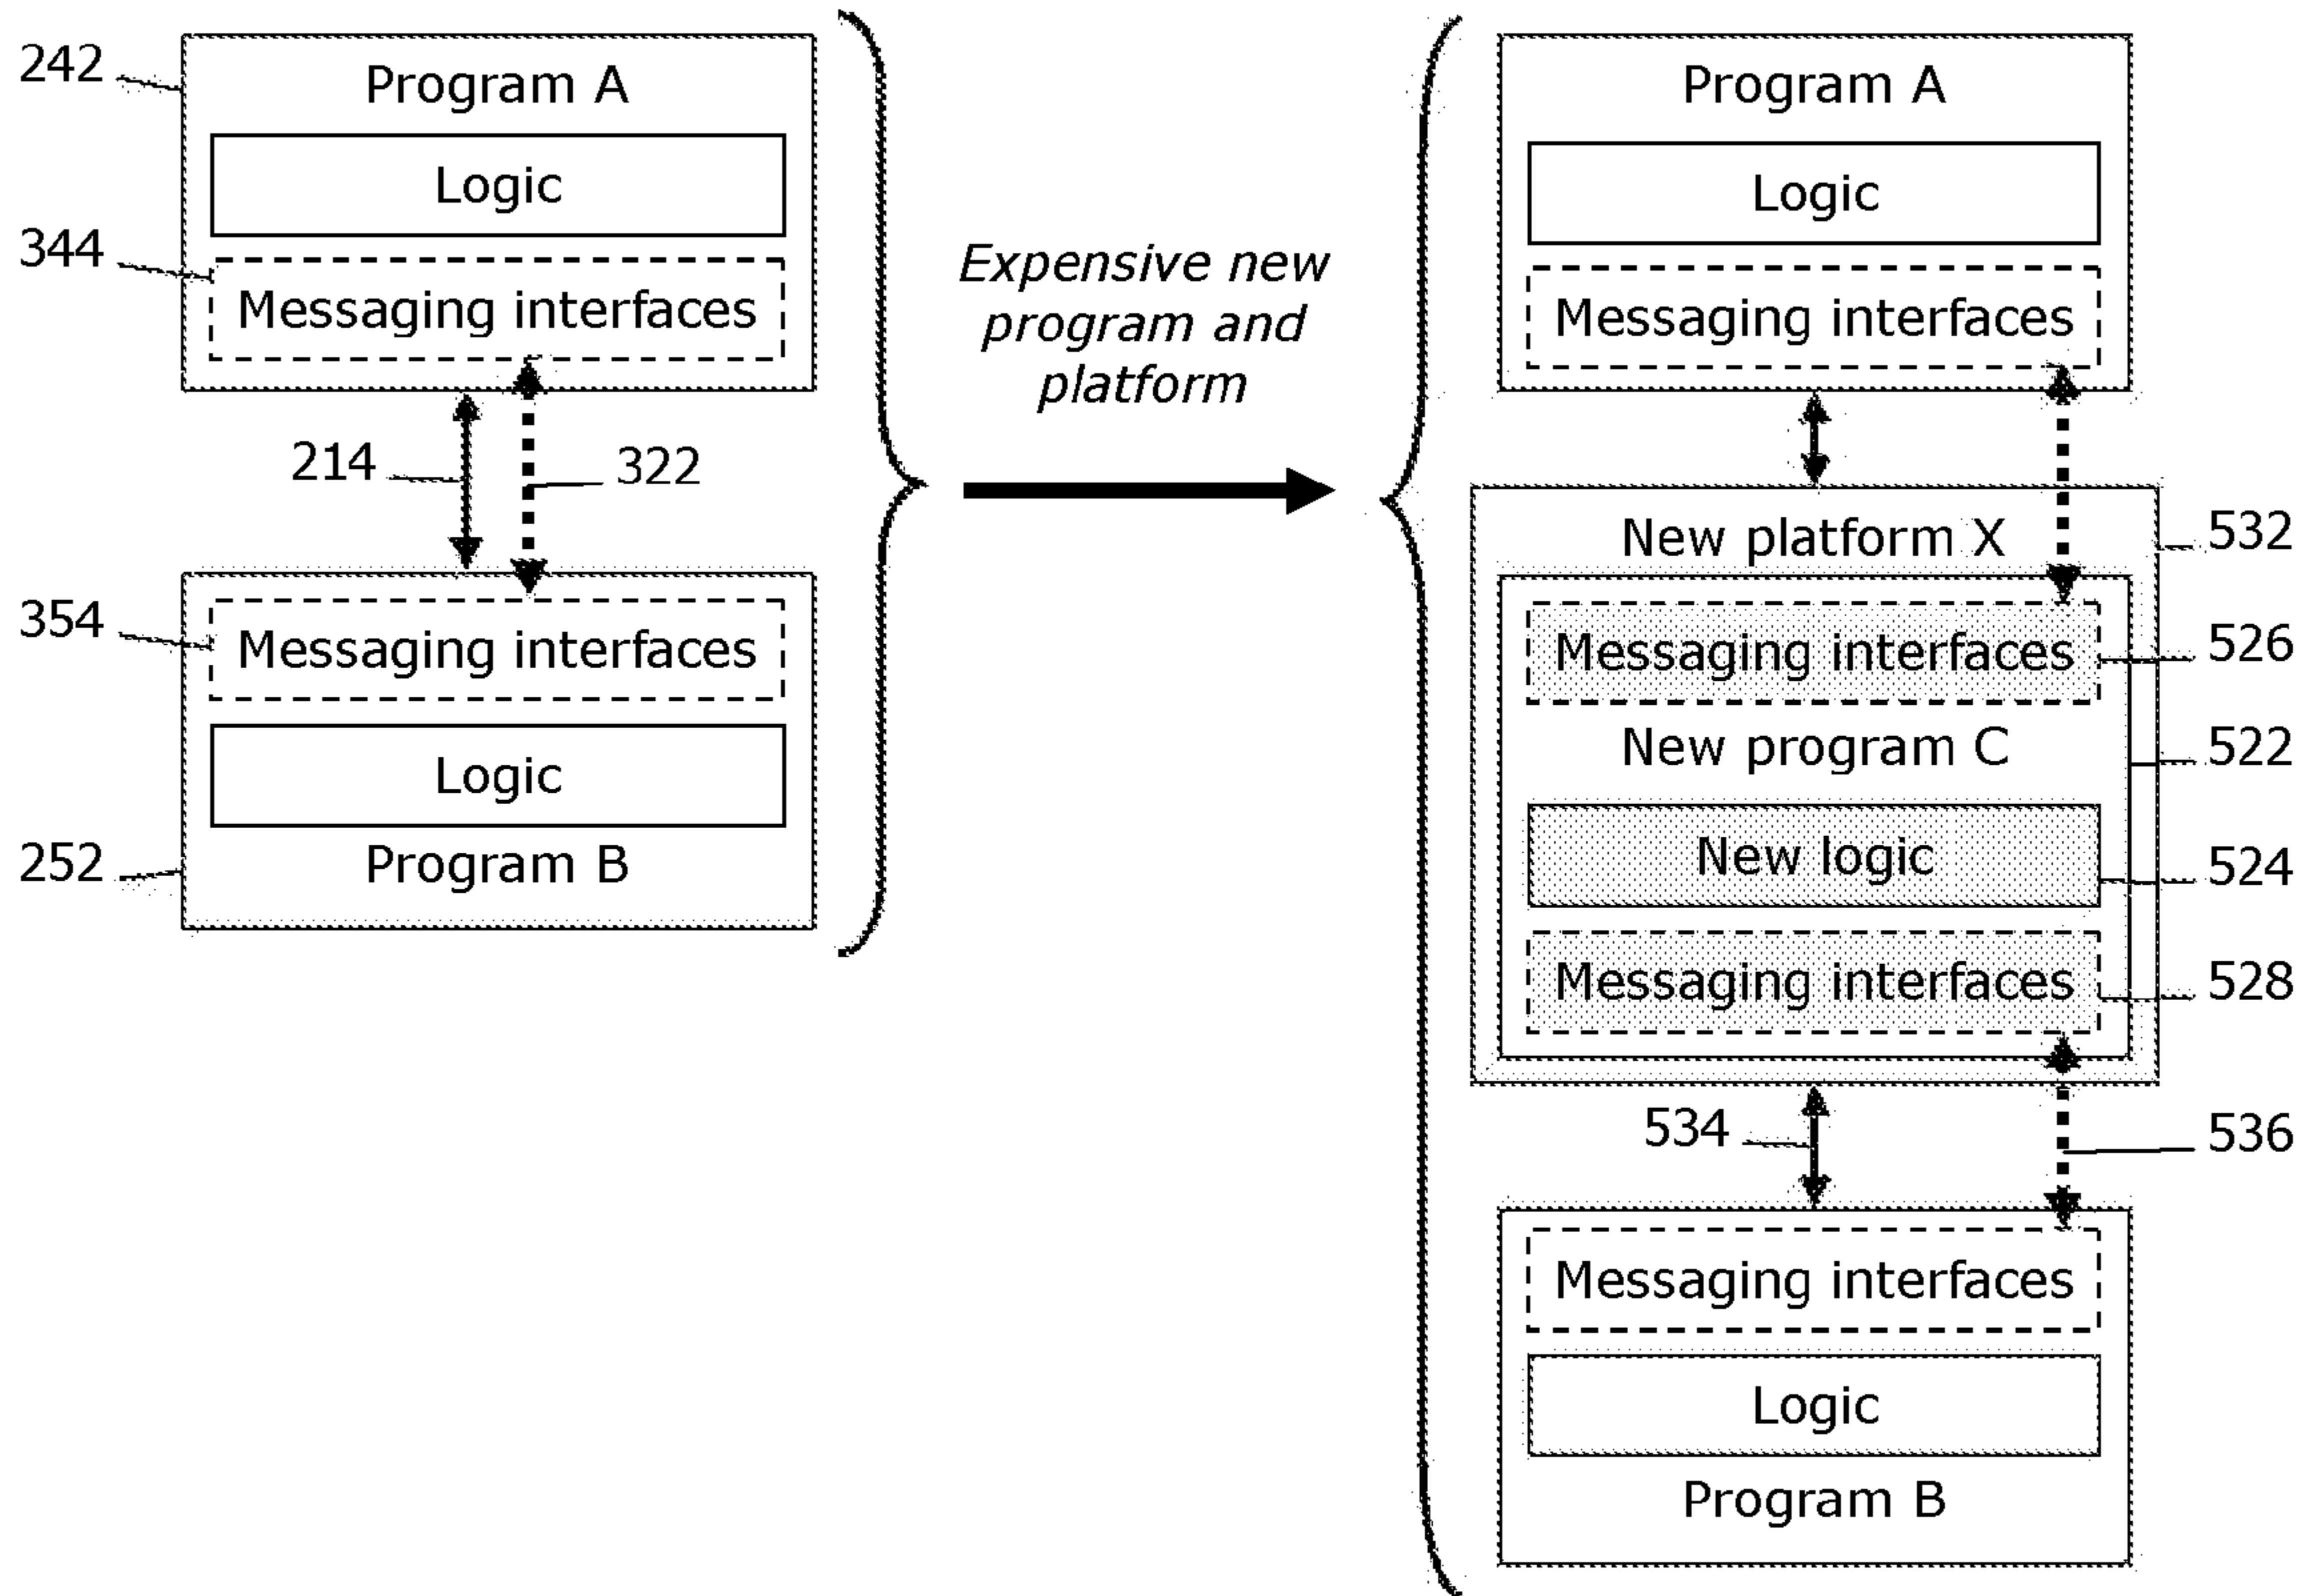 242
Program A
Logic
344
Messaging interfaces
214
322
354
Messaging interfaces
Logic
252
Program B
Expensive new
program and
platform
Program A
Logic
Messaging interfaces
New platform X
532
Messaging interfaces
526
New program C
522
New logic
524
Messaging interfaces
528
534
536
Messaging interfaces
Logic
Program B